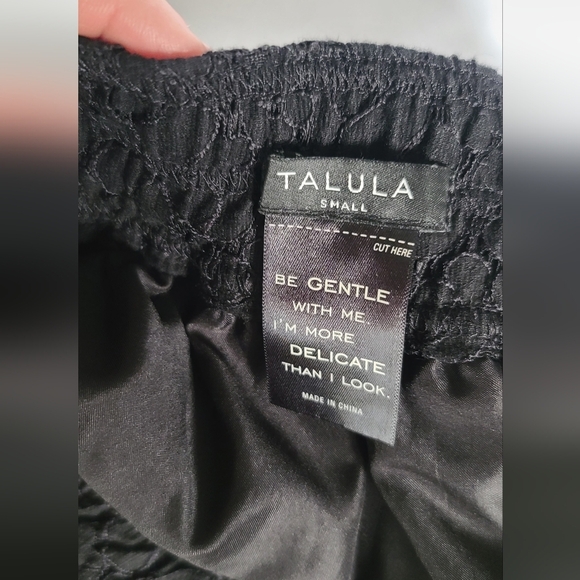 TALULA
SMALL
CUT HERE
BE GENTLE
WITH ME.
I'M MORE
DELICATE
THAN I LOOK.
MADE IN CHINA